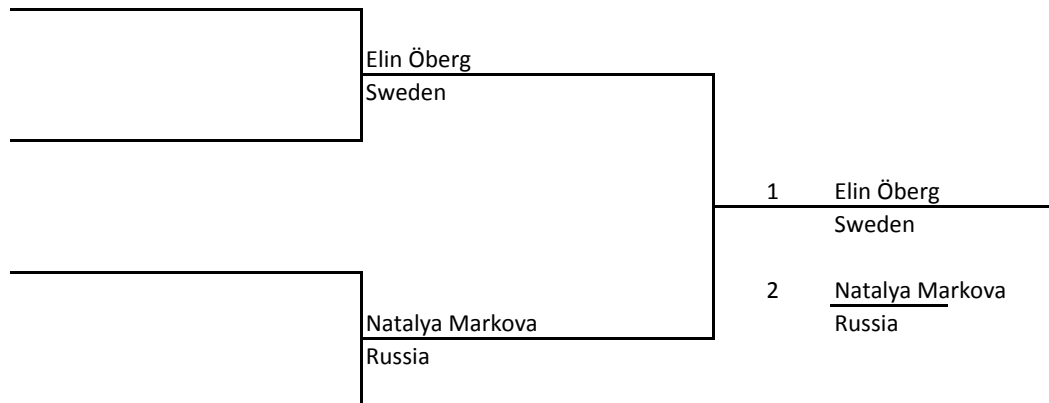 Elin Öberg
Sweden
1 Elin Öberg
Sweden
2 Natalya Markova
Russia
Natalya Markova
Russia